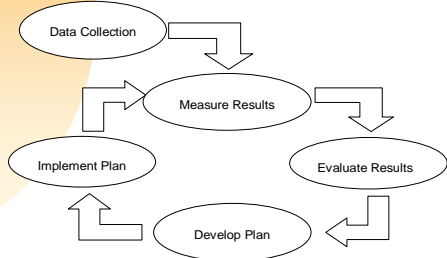 Data Collection
Measure Results
Implement Plan
Evaluate Results
Develop Plan